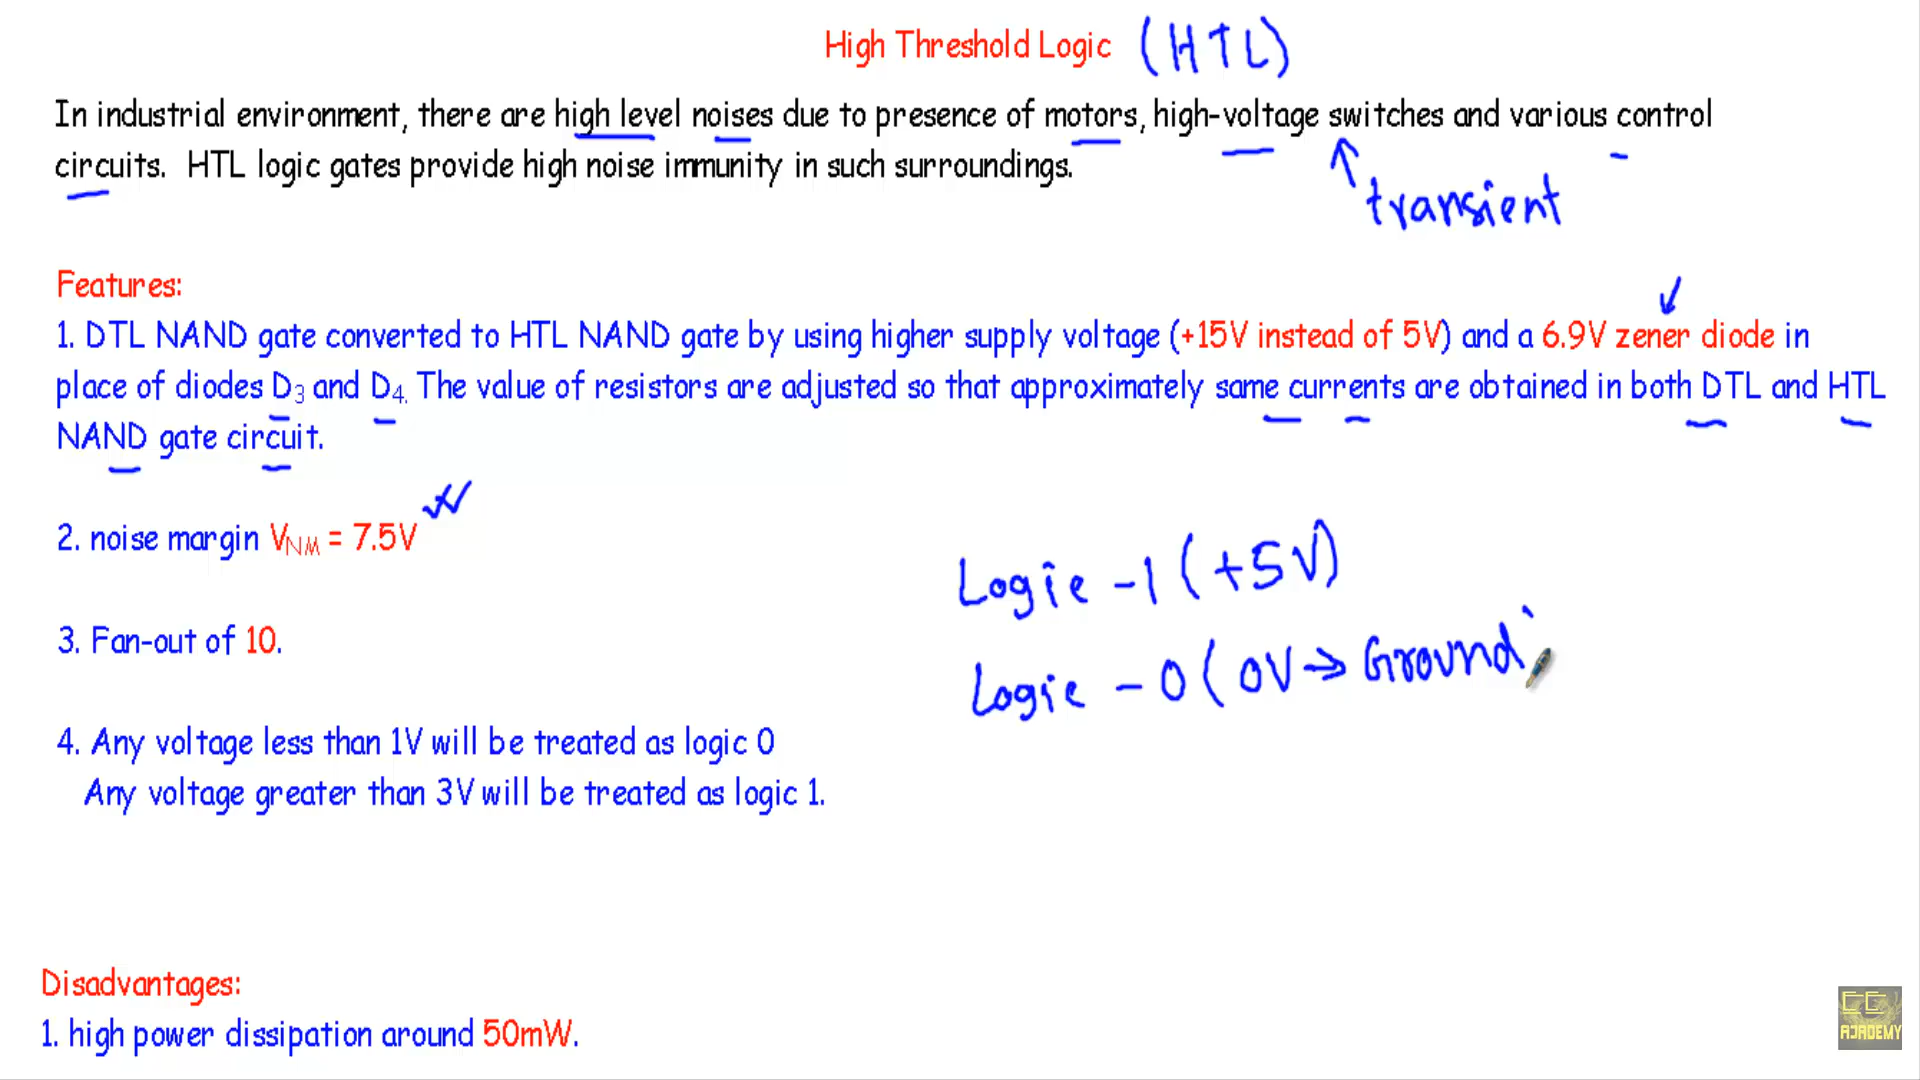 High Threshold Logic (HTL)
In industrial environment, there are high level noises due to presence of motors, high-voltage switches and various control
circuits. HTL logic gates provide high noise immunity in such surroundings.
transient
Features:
1. DTL NAND gate converted to HTL NAND gate by using higher supply voltage (+15V instead of 5V) and a 6.9V zener diode in
place of diodes D3 and D4. The value of resistors are adjusted so that approximately same currents are obtained in both DTL and HTL
NAND gate circuit.
2. noise margin VNM = 7.5V
Logic -1 (+5V)
3. Fan-out of 10.
Logic - 0 ( 0V → Ground
4. Any voltage less than 1V will be treated as logic 0
Any voltage greater than 3V will be treated as logic 1.
Disadvantages:
1. high power dissipation around 50mW.
EE
ACADEMY